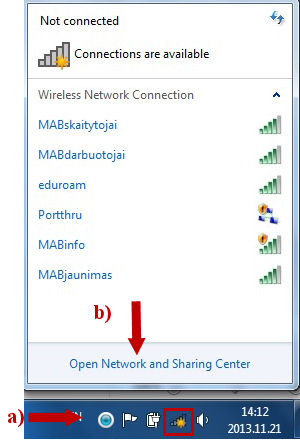 Not connected
Connections are available
Wireless Network Connection
MABskaitytojai
MABdarbuotojai
eduroam
Portthru
MABinfo
MABjaunimas
b)
Open Network and Sharing Center
a)
14:12
2013.11.21